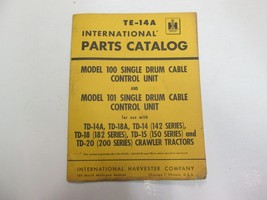 TE-14A
IH
INTERNATIONAL®
PARTS CATALOG
MODEL 100 SINGLE DRUM CABLE
CONTROL UNIT
AND
MODEL 101 SINGLE DRUM CABLE
CONTROL UNIT
for use with
TD-14A, TD-18A, TD-14 (142 SERIES),
TD-18 (182 SERIES), TD-15 (150 SERIES) and
TD-20 (200 SERIES) CRAWLER TRACTORS
INTERNATIONAL HARVESTER COMPANY